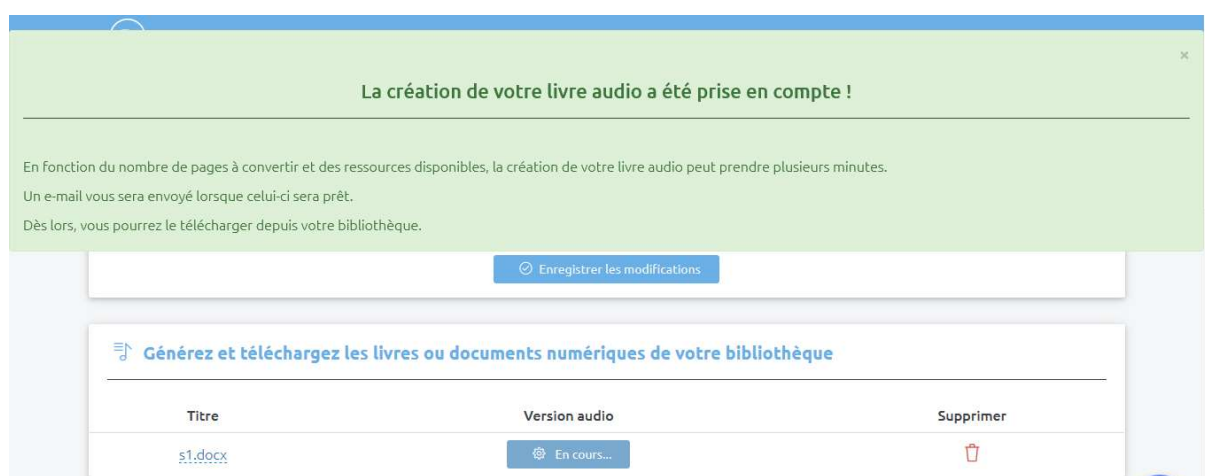 ×
La création de votre livre audio a été prise en compte !
En fonction du nombre de pages à convertir et des ressources disponibles, la création de votre livre audio peut prendre plusieurs minutes.
Un e-mail vous sera envoyé lorsque celui-ci sera prêt.
Dès lors, vous pourrez le télécharger depuis votre bibliothèque.
Enregistrer les modifications
Générez et téléchargez les livres ou documents numériques de votre bibliothèque
Titre Version audio Supprimer
s1.docx En cours...